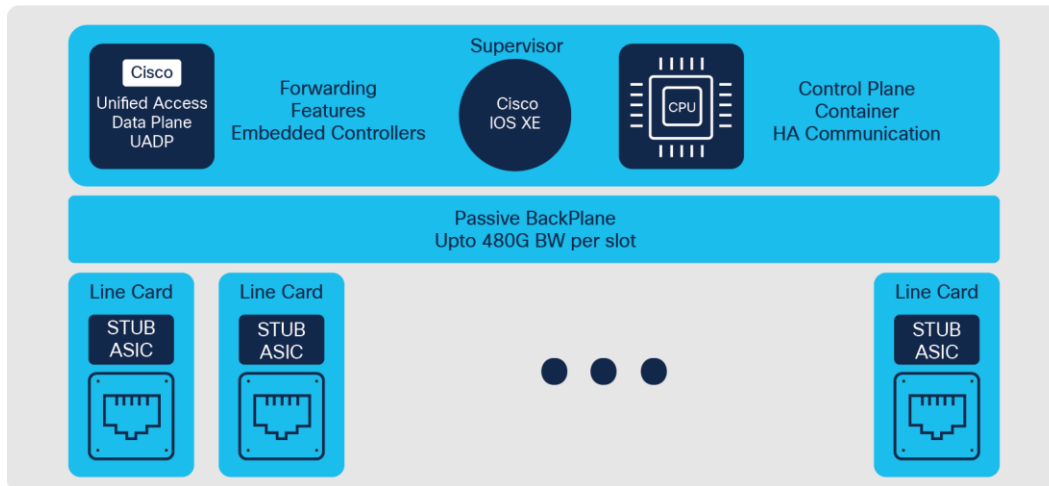 Cisco
Unified Access
Data Plane
UADP
Forwarding
Features
Embedded Controllers
Supervisor
Cisco
IOS XE
CPU
Control Plane
Container
HA Communication
Passive BackPlane
Upto 480G BW per slot
Line Card
STUB
ASIC
Line Card
STUB
ASIC
Line Card
STUB
ASIC